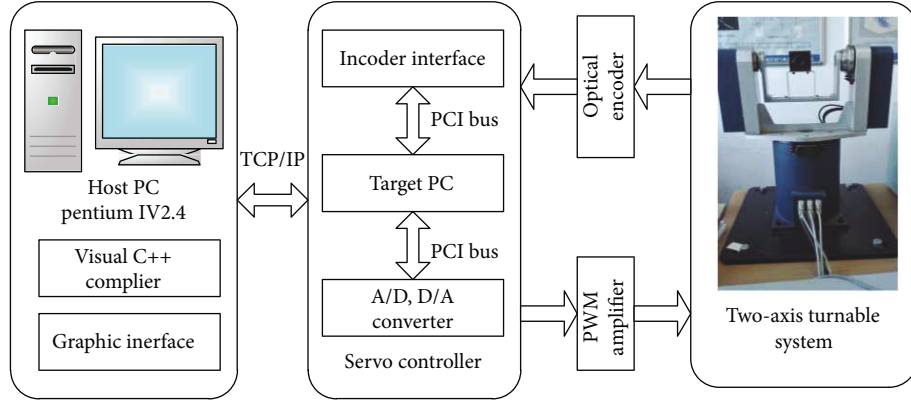 Host PC
pentium IV2.4
Visual C++
complier
Graphic inerface
TCP/IP
Incoder interface
PCI bus
Target PC
PCI bus
A/D, D/A
converter
Servo controller
Optical
encoder
PWM
amplifier
Two-axis turnable
system